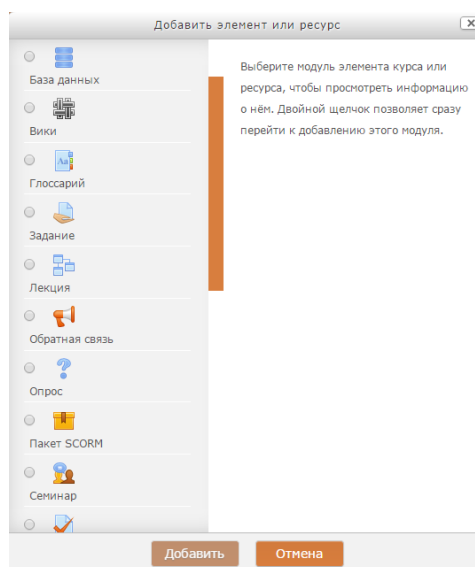 Добавить элемент или ресурс
База данных
Вики
Глоссарий
Задание
Лекция
Обратная связь
Опрос
Пакет SCORM
Семинар
Выберите модуль элемента курса или
ресурса, чтобы просмотреть информацию
о нём. Двойной щелчок позволяет сразу
перейти к добавлению этого модуля.
Добавить
Отмена